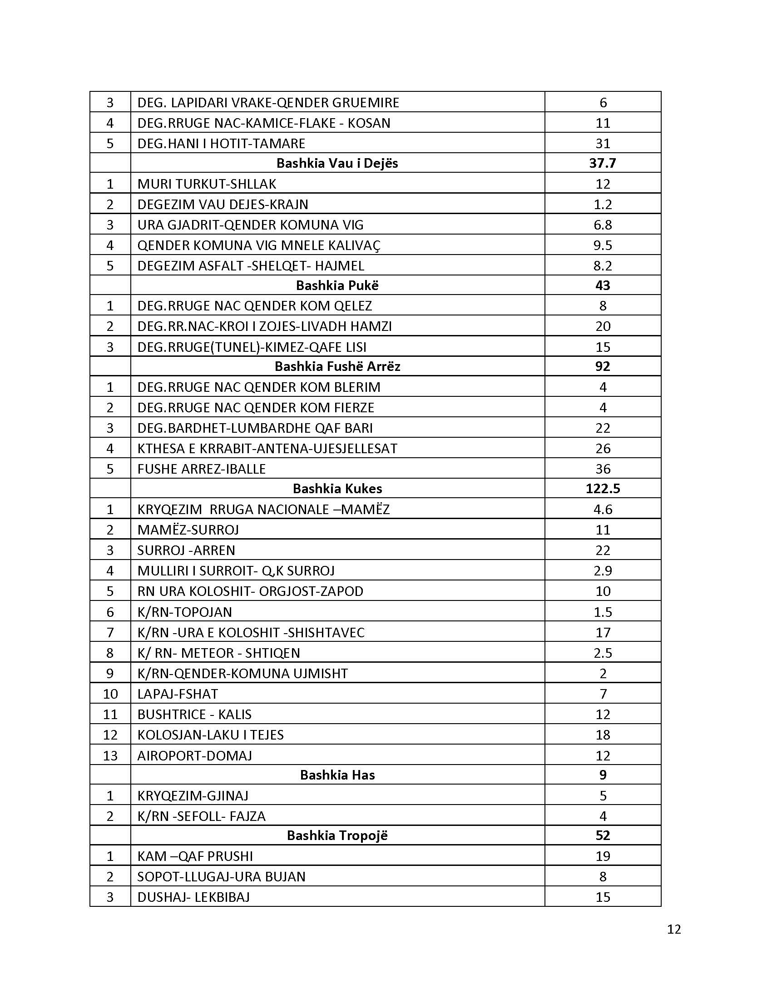 3 DEG. LAPIDARI VRAKE-QENDER GRUEMIRE 6
4 DEG.RRUGE NAC-KAMICE-FLAKE - KOSAN 11
5 DEG.HANI I HOTIT-TAMARE 31
Bashkia Vau i Dejës 37.7
1 MURI TURKUT-SHLLAK 12
2 DEGEZIM VAU DEJES-KRAJN 1.2
3 URA GJADRIT-QENDER KOMUNA VIG 6.8
4 QENDER KOMUNA VIG MNELE KALIVAÇ 9.5
5 DEGEZIM ASFALT -SHELQET- HAJMEL 8.2
Bashkia Pukë 43
1 DEG.RRUGE NAC QENDER KOM QELEZ 8
2 DEG.RR.NAC-KROI I ZOJES-LIVADH HAMZI 20
3 DEG.RRUGE(TUNEL)-KIMEZ-QAFE LISI 15
Bashkia Fushë Arrëz 92
1 DEG.RRUGE NAC QENDER KOM BLERIM 4
2 DEG.RRUGE NAC QENDER KOM FIERZE 4
3 DEG.BARDHET-LUMBARDHE QAF BARI 22
4 KTHESA E KRRABIT-ANTENA-UJESJELLESAT 26
5 FUSHE ARREZ-IBALLE 36
Bashkia Kukes 122.5
1 KRYQEZIM  RRUGA NACIONALE –MAMËZ 4.6
2 MAMËZ-SURROJ 11
3 SURROJ -ARREN 22
4 MULLIRI I SURROIT- Q,K SURROJ 2.9
5 RN URA KOLOSHIT- ORGJOST-ZAPOD 10
6 K/RN-TOPOJAN 1.5
7 K/RN -URA E KOLOSHIT -SHISHTAVEC 17
8 K/ RN- METEOR - SHTIQEN 2.5
9 K/RN-QENDER-KOMUNA UJMISHT 2
10 LAPAJ-FSHAT 7
11 BUSHTRICE - KALIS 12
12 KOLOSJAN-LAKU I TEJES 18
13 AIROPORT-DOMAJ 12
Bashkia Has 9
1 KRYQEZIM-GJINAJ 5
2 K/RN -SEFOLL- FAJZA 4
Bashkia Tropojë 52
1 KAM –QAF PRUSHI 19
2 SOPOT-LLUGAJ-URA BUJAN 8
3 DUSHAJ- LEKBIBAJ 15
12